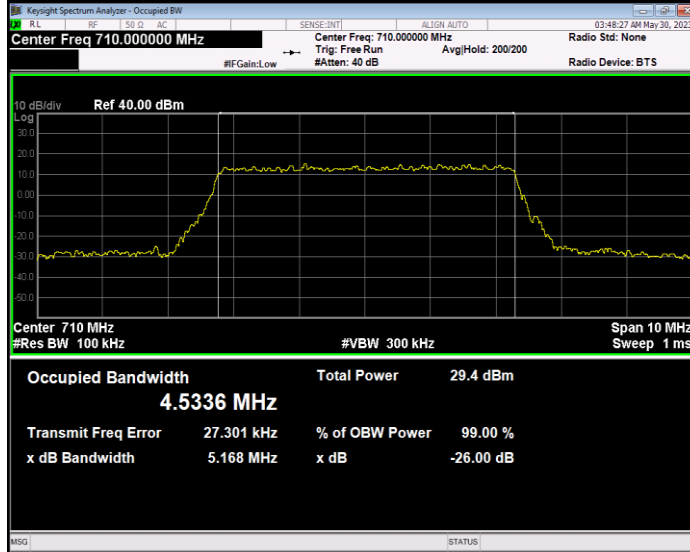 Keysight Spectrum Analyzer - Occupied BW
RL RF 50 Ω AC SENSE:INT ALIGN AUTO 03:48:27 AM May 30, 2023
Center Freq 710.000000 MHz Center Freq: 710.000000 MHz Radio Std: None
Trig: Free Run Avg|Hold: 200/200
#IFGain:Low #Atten: 40 dB Radio Device: BTS
10 dB/div Ref 40.00 dBm
Log
30.0
20.0
10.0
0.00
-10.0
-20.0
-30.0
-40.0
-50.0
Center 710 MHz Span 10 MHz
#Res BW 100 kHz #VBW 300 kHz Sweep 1 ms
Occupied Bandwidth Total Power 29.4 dBm
4.5336 MHz
Transmit Freq Error 27.301 kHz % of OBW Power 99.00 %
x dB Bandwidth 5.168 MHz x dB -26.00 dB
MSG STATUS